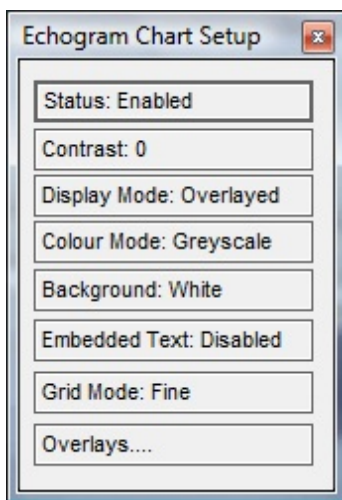 Echogram Chart Setup
Status: Enabled
Contrast: 0
Display Mode: Overlayed
Colour Mode: Greyscale
Background: White
Embedded Text: Disabled
Grid Mode: Fine
Overlays....